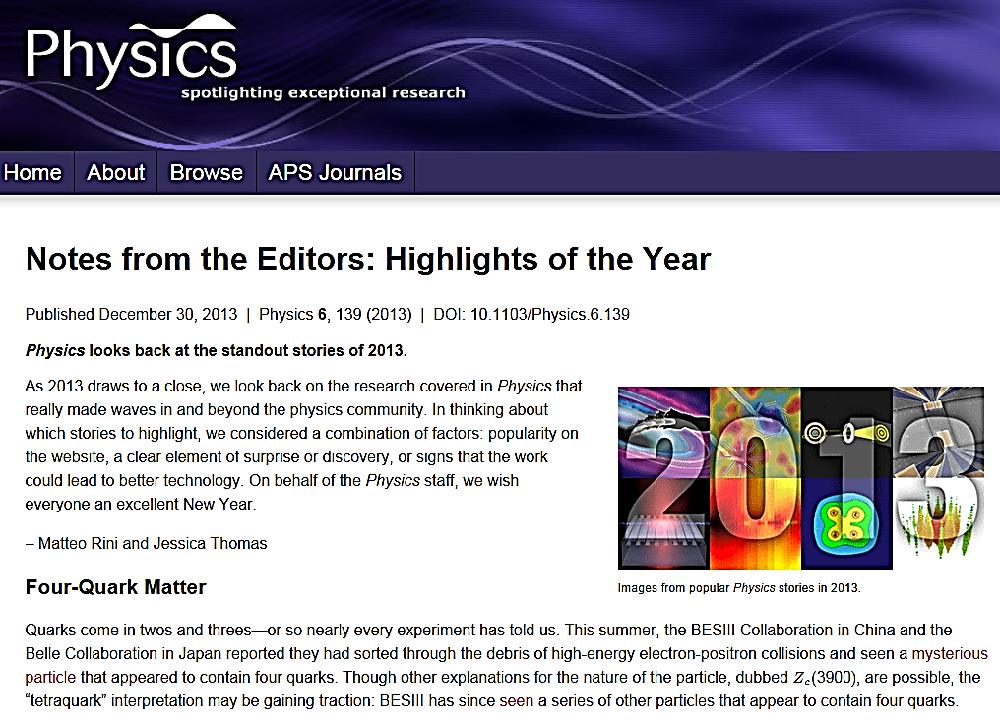 Physics
spotlighting exceptional research
Home About Browse APS Journals
Notes from the Editors: Highlights of the Year
Published December 30, 2013 | Physics 6, 139 (2013) | DOI: 10.1103/Physics.6.139
Physics looks back at the standout stories of 2013.
As 2013 draws to a close, we look back on the research covered in Physics that
really made waves in and beyond the physics community. In thinking about
which stories to highlight, we considered a combination of factors: popularity on
the website, a clear element of surprise or discovery, or signs that the work
could lead to better technology. On behalf of the Physics staff, we wish
everyone an excellent New Year.
– Matteo Rini and Jessica Thomas
2013
Images from popular Physics stories in 2013.
Four-Quark Matter
Quarks come in twos and threes—or so nearly every experiment has told us. This summer, the BESIII Collaboration in China and the
Belle Collaboration in Japan reported they had sorted through the debris of high-energy electron-positron collisions and seen a mysterious
particle that appeared to contain four quarks. Though other explanations for the nature of the particle, dubbed Z_c(3900), are possible, the
“tetraquark” interpretation may be gaining traction: BESIII has since seen a series of other particles that appear to contain four quarks.